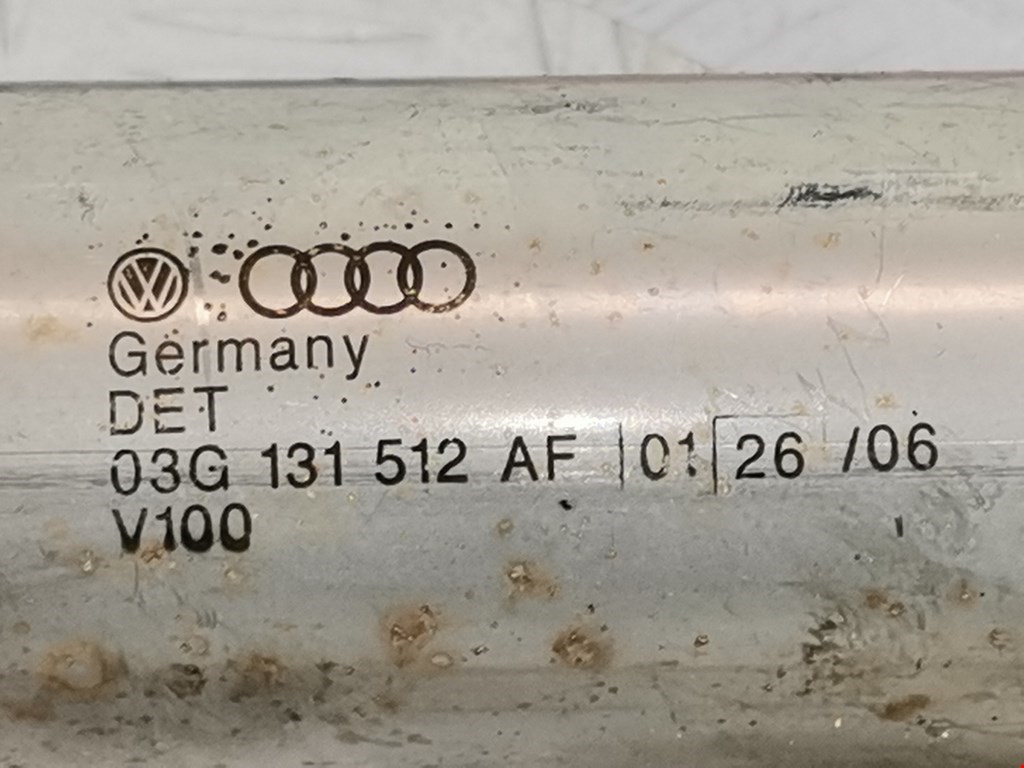 Germany
DET
03G 131 512 AF |01| 26 /06
V100